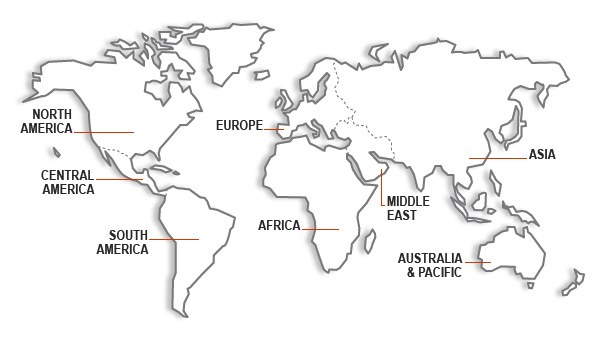 NORTH
AMERICA
EUROPE
ASIA
CENTRAL
AMERICA
MIDDLE
EAST
AFRICA
SOUTH
AMERICA
AUSTRALIA
& PACIFIC